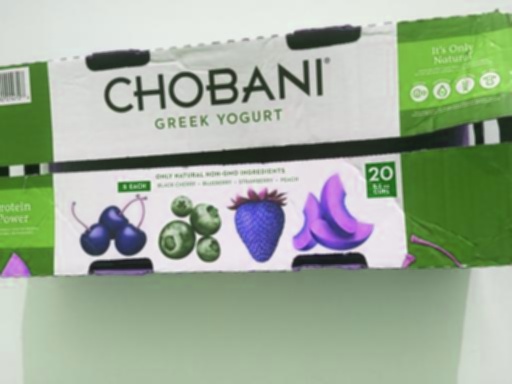 CHOBANI®
GREEK YOGURT
It's Only
Natural
ONLY NATURAL NON-GMO INGREDIENTS
5 EACH BLACK CHERRY • BLUEBERRY • STRAWBERRY • PEACH
20
Protein
Power